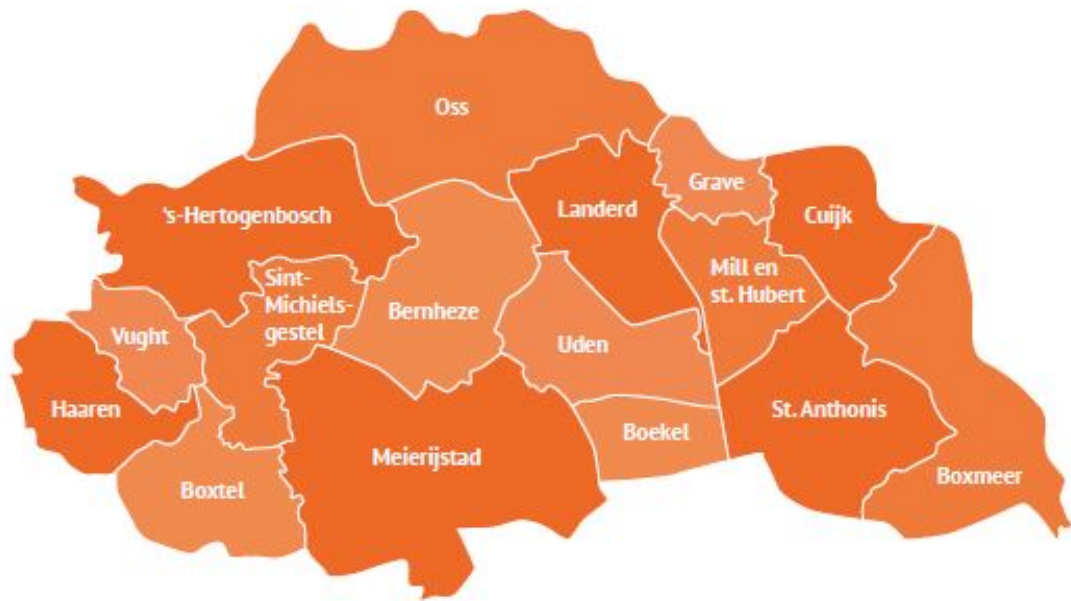 Oss
Grave
Landerd
Cuijk
's-Hertogenbosch
Mill en
st. Hubert
Sint-
Michiels-
gestel
Bernheze
Vught
Uden
Haaren
St. Anthonis
Boekel
Meierijstad
Boxmeer
Boxtel